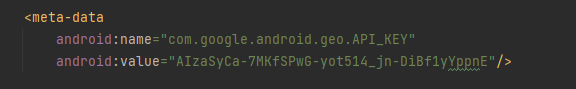 <meta-data
android:name="com.google.android.geo.API_KEY"
android:value="AIzaSyCa-7MKfSPwG-yot514_jn-DiBf1yYppnE"/>